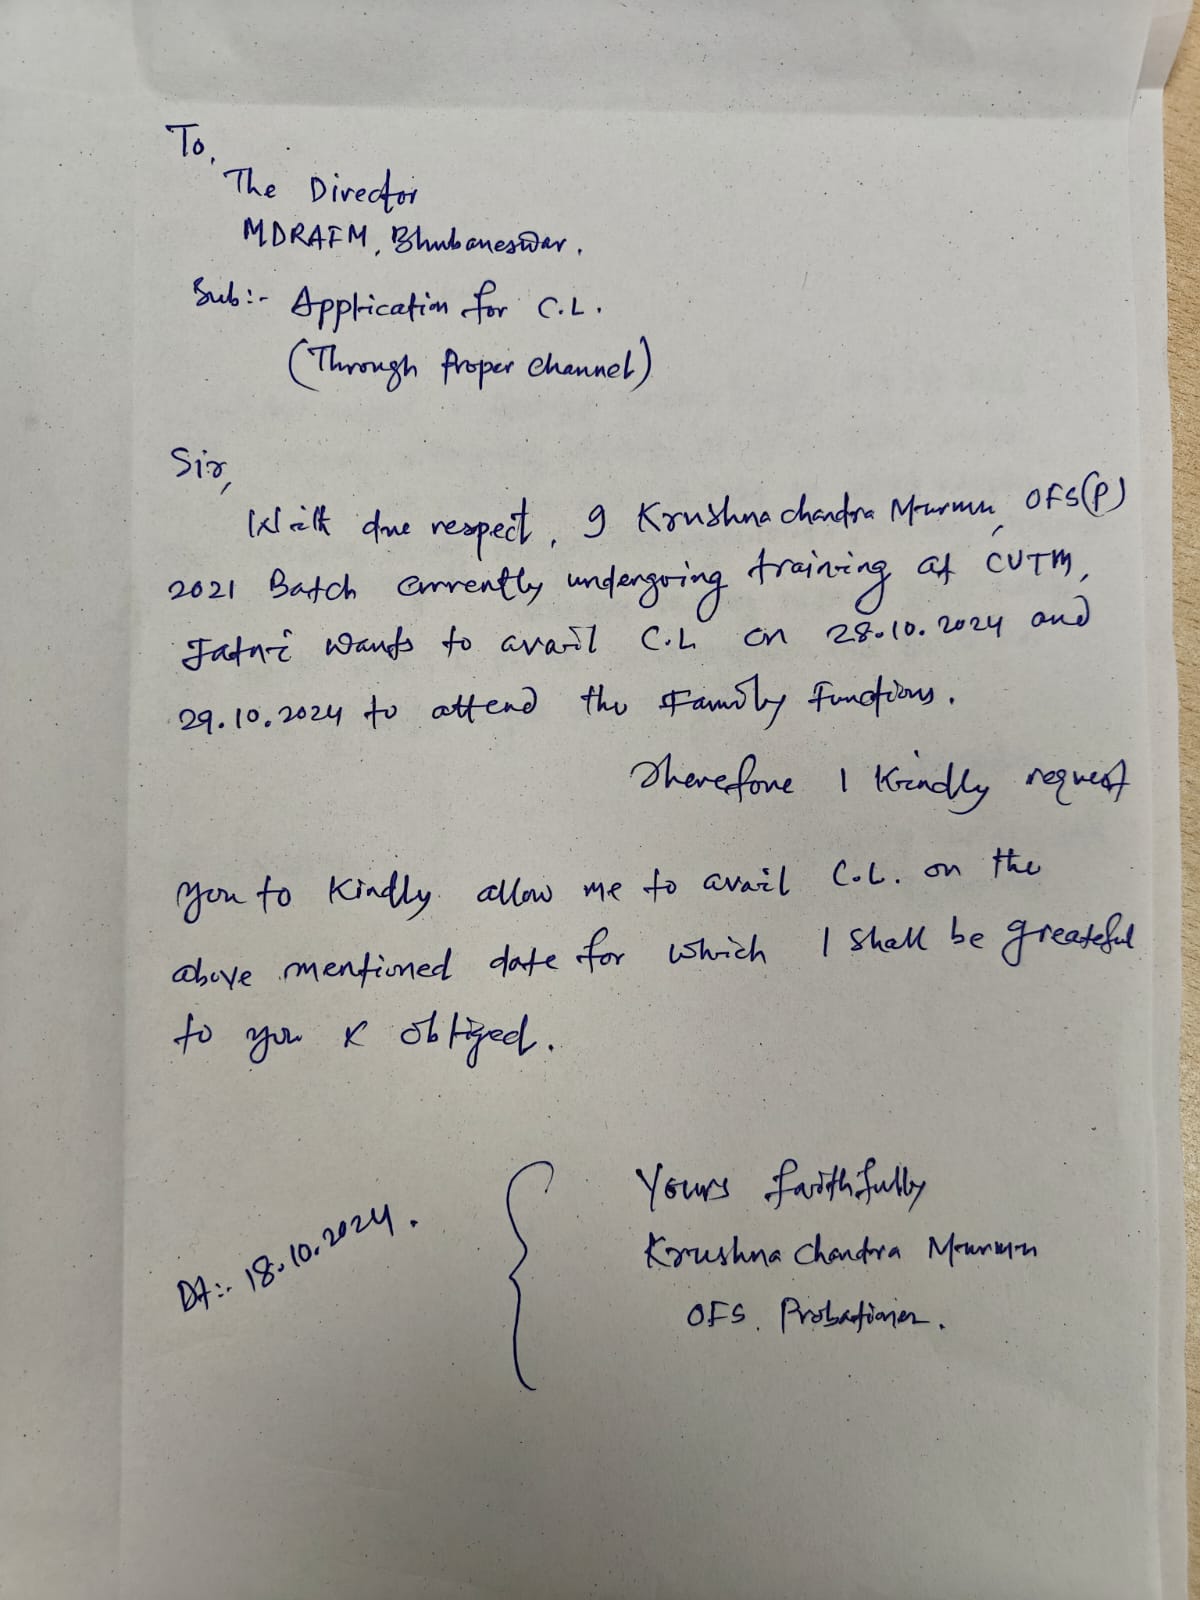 To,
The Director
MDRAFM, Bhubaneswar.
Sub:- Application for C.L.
(Through Proper Channel)
Sir,
With due respect, I Krushna chandra Murmu, OFS(P)
2021 Batch currently undergoing training at CUTM,
Jatni wants to avail C.L on 28.10.2024 and
29.10.2024 to attend the Family Functions.
Therefore I kindly request
you to kindly allow me to avail C.L. on the
above mentioned date for which I shall be greateful
to you & obliged.
Dt:- 18.10.2024.
Yours faithfully
Krushna Chandra Murmu
OFS. Probationer.